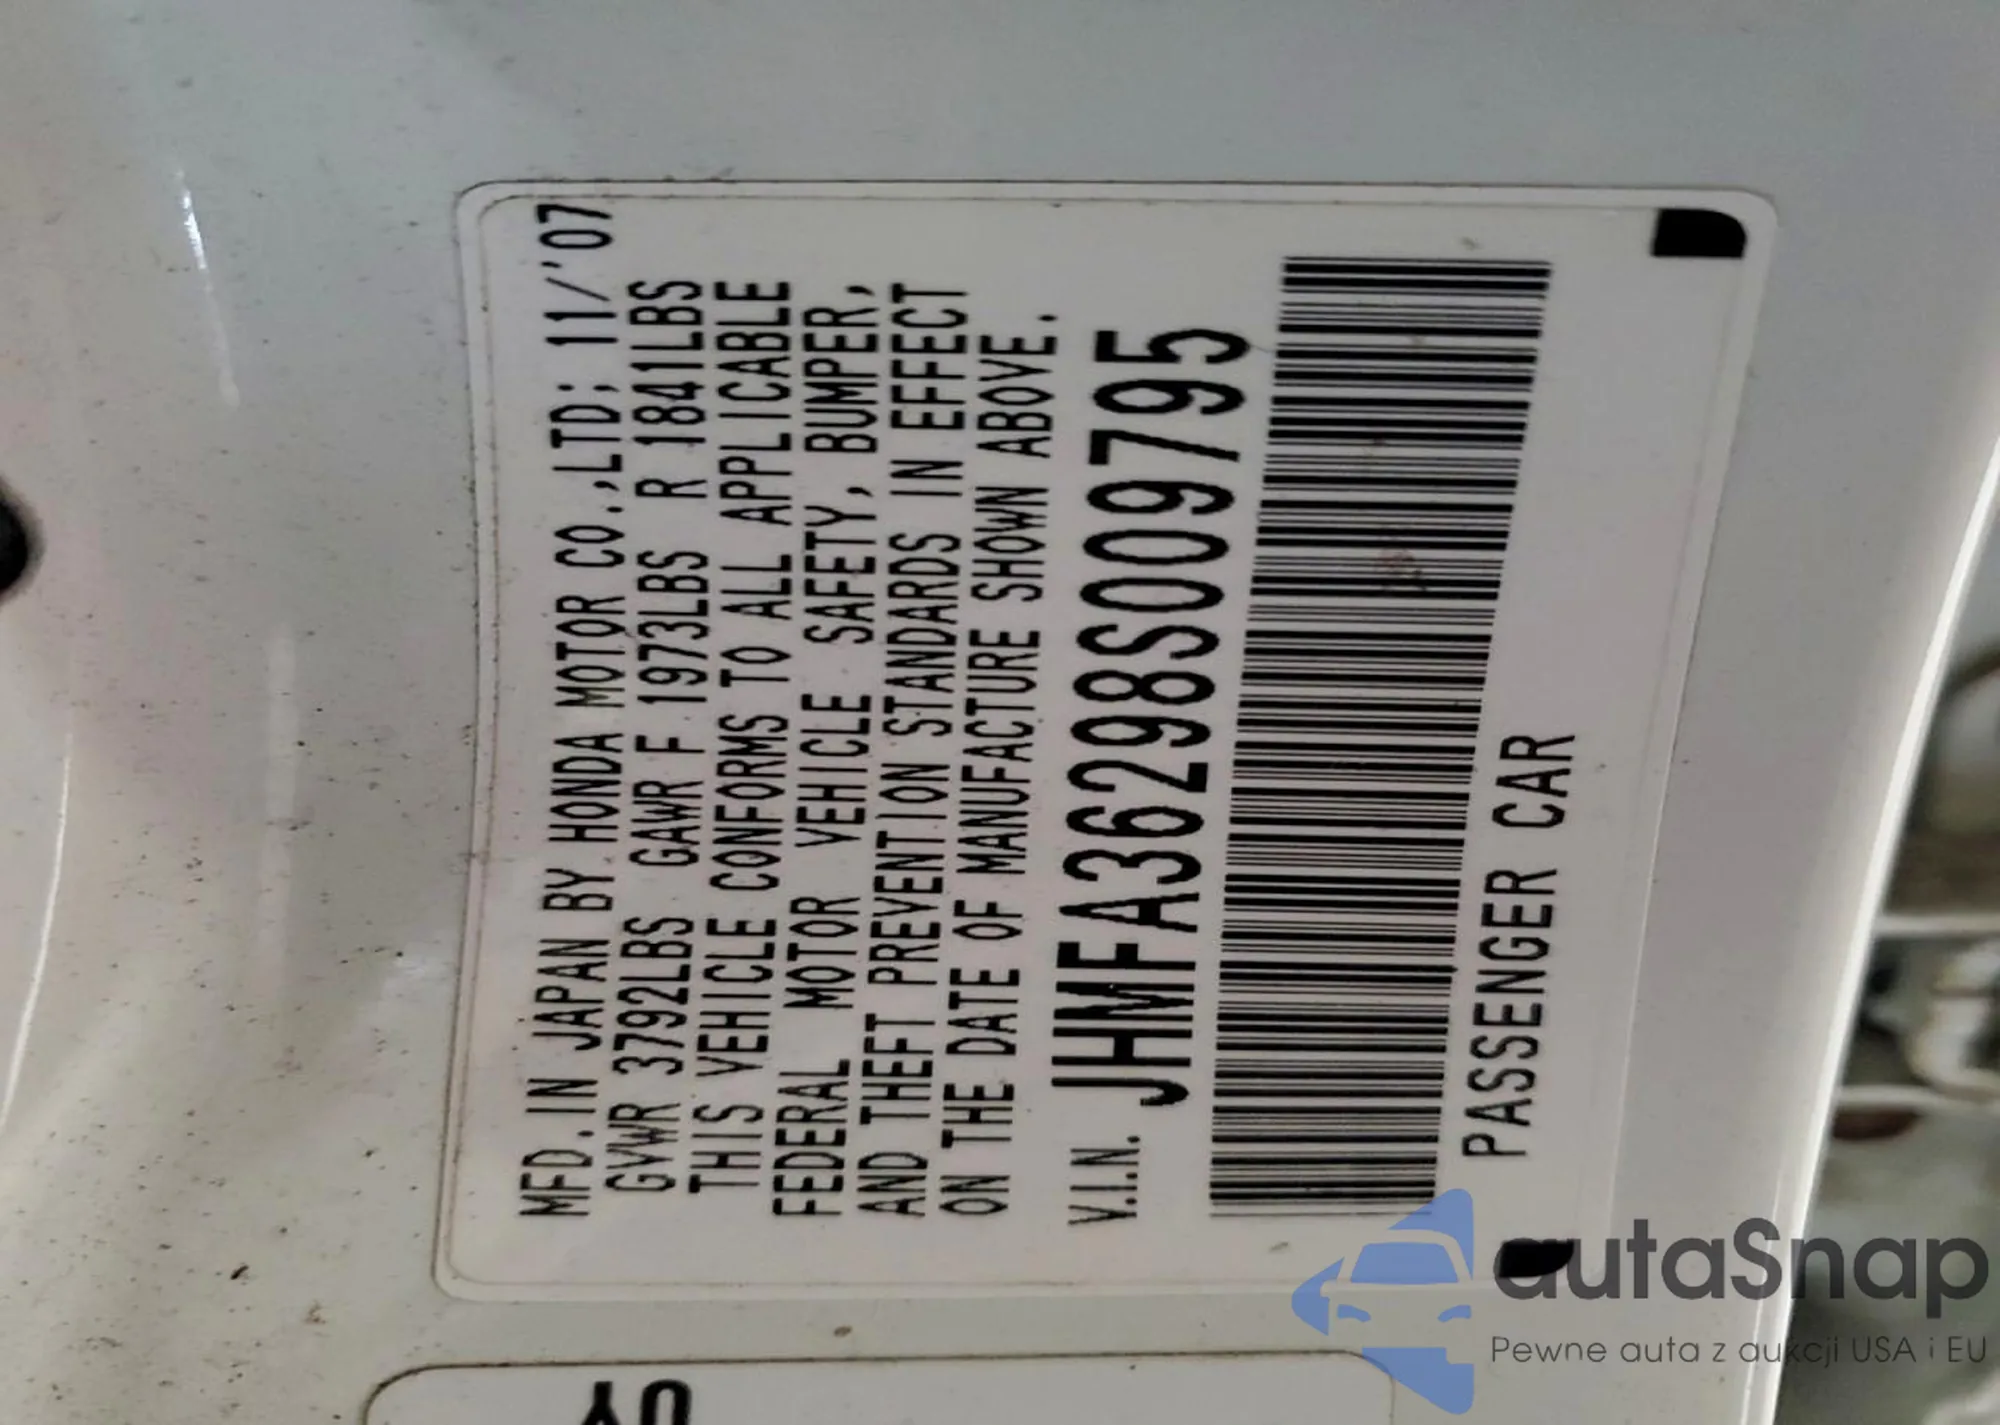 MFD. IN JAPAN BY HONDA MOTOR CO.,LTD; 11/'07
GVWR 3792LBS GAWR F 1973LBS R 1841LBS
THIS VEHICLE CONFORMS TO ALL APPLICABLE
FEDERAL MOTOR VEHICLE SAFETY, BUMPER,
AND THEFT PREVENTION STANDARDS IN EFFECT
ON THE DATE OF MANUFACTURE SHOWN ABOVE.
V.I.N. JHMFA36298S009795
PASSENGER CAR
autaSnap
Pewne auta z aukcji USA i EU